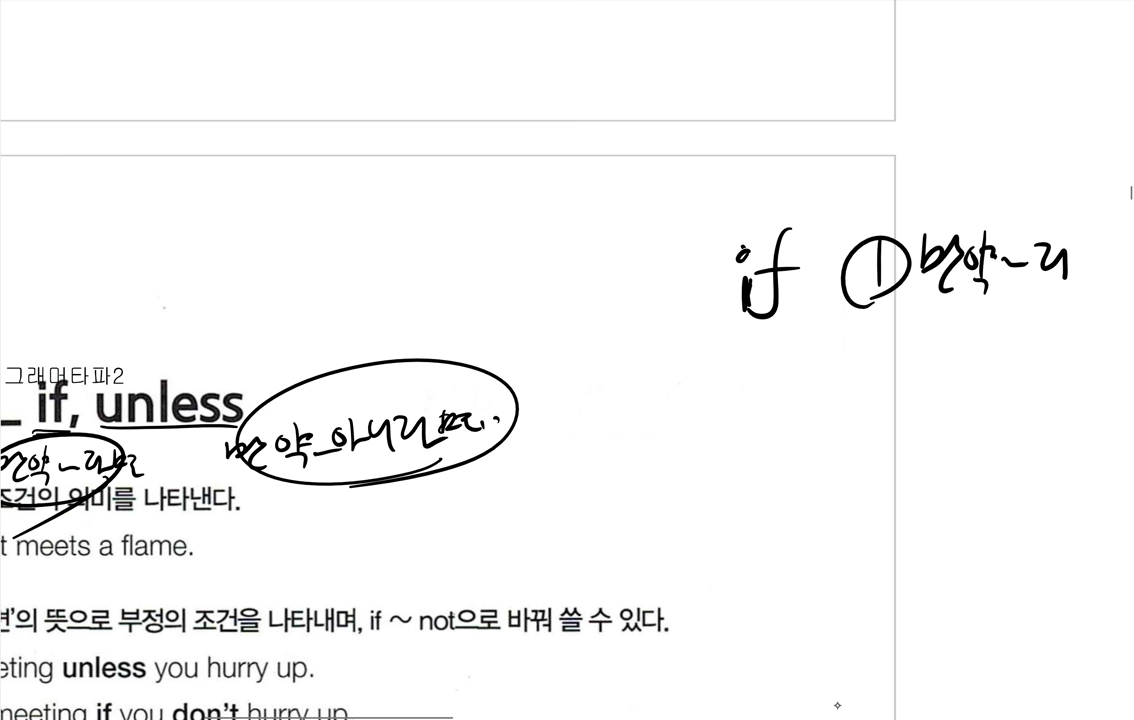 if ① 만약~라
그래머타파2
if, unless
만약~아니라면..
만약~라면
조건의 의미를 나타낸다.
t meets a flame.
면'의 뜻으로 부정의 조건을 나타내며, if ~ not으로 바꿔 쓸 수 있다.
eting unless you hurry up.
meeting if you don't hurry up.